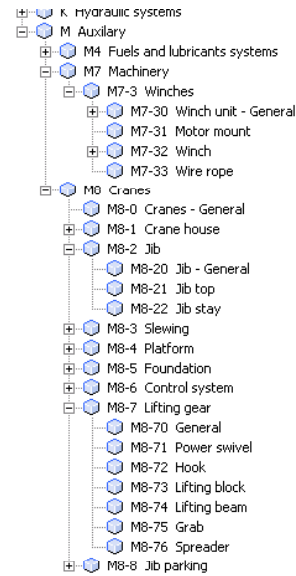 K Hydraulic systems
M Auxilary
M4 Fuels and lubricants systems
M7 Machinery
M7-3 Winches
M7-30 Winch unit - General
M7-31 Motor mount
M7-32 Winch
M7-33 Wire rope
M8 Cranes
M8-0 Cranes - General
M8-1 Crane house
M8-2 Jib
M8-20 Jib - General
M8-21 Jib top
M8-22 Jib stay
M8-3 Slewing
M8-4 Platform
M8-5 Foundation
M8-6 Control system
M8-7 Lifting gear
M8-70 General
M8-71 Power swivel
M8-72 Hook
M8-73 Lifting block
M8-74 Lifting beam
M8-75 Grab
M8-76 Spreader
M8-8 Jib parking